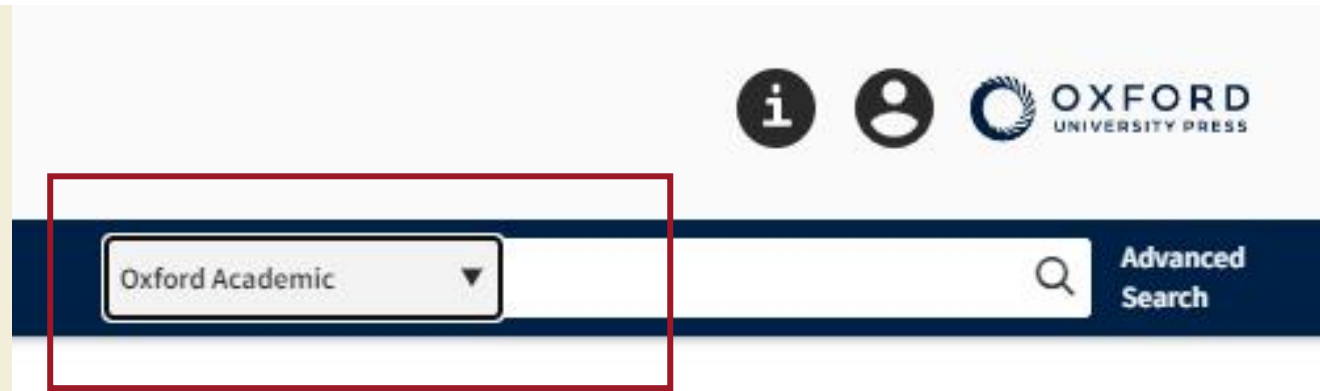 i
OXFORD
UNIVERSITY PRESS
Oxford Academic
Advanced
Search